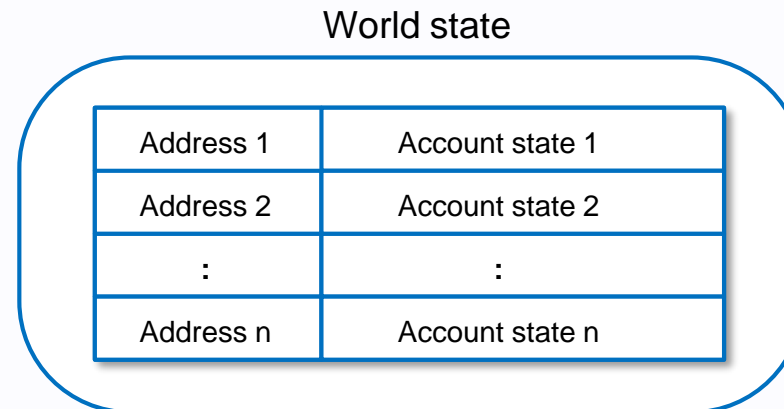 World state
Address 1 Account state 1
Address 2 Account state 2
: :
Address n Account state n